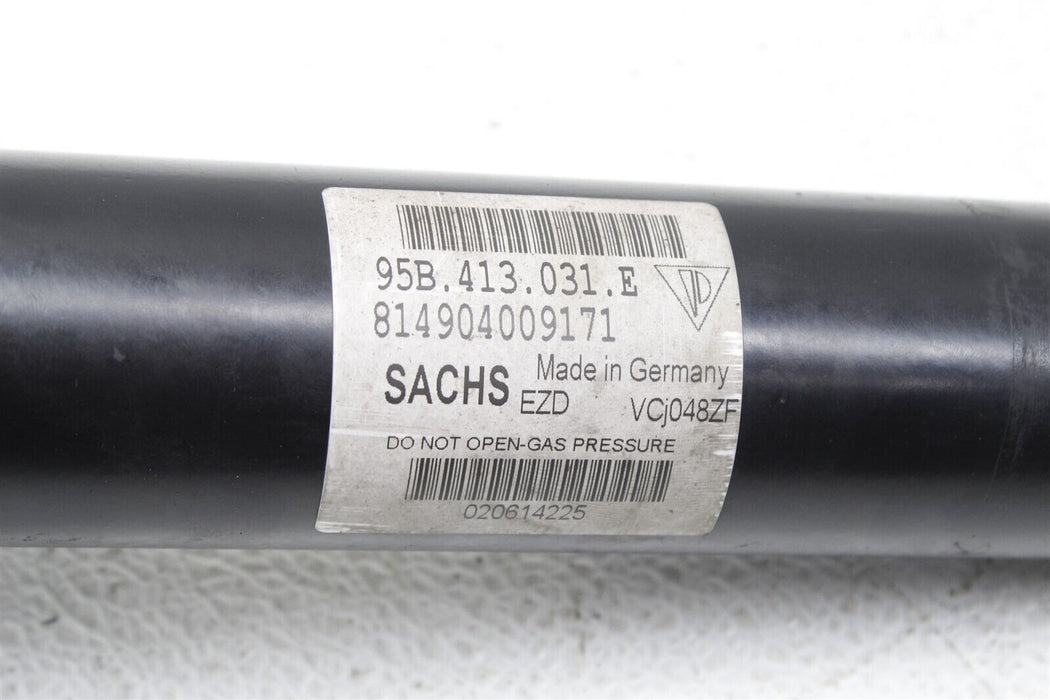 95B.413.031.E
814904009171
SACHS Made in Germany
EZD VCj048ZF
DO NOT OPEN-GAS PRESSURE
020614225